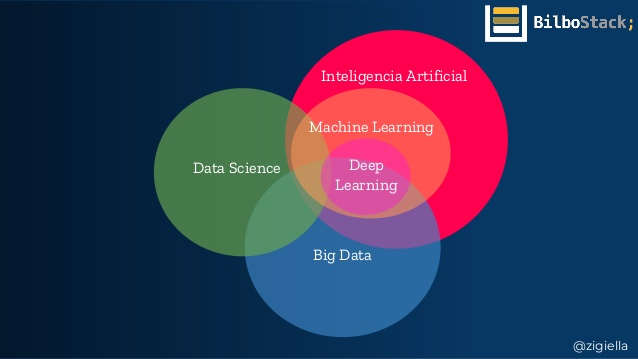 BilboStack;
Inteligencia Artificial
Machine Learning
Data Science
Deep
Learning
Big Data
@zigiella